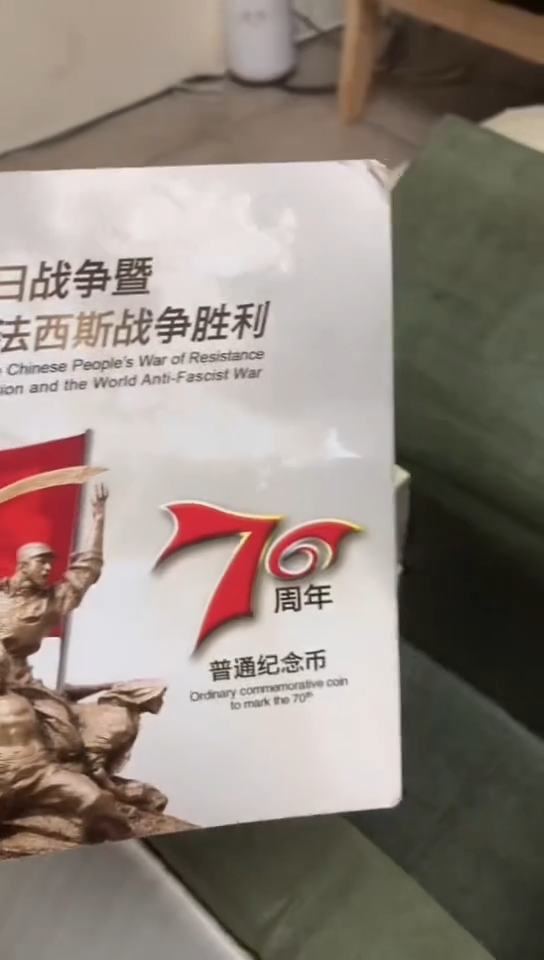 日战争暨
法西斯战争胜利
Chinese People's War of Resistance
and the World Anti-Fascist War
70
周年
普通纪念币
Ordinary commemorative coin
to mark the 70th